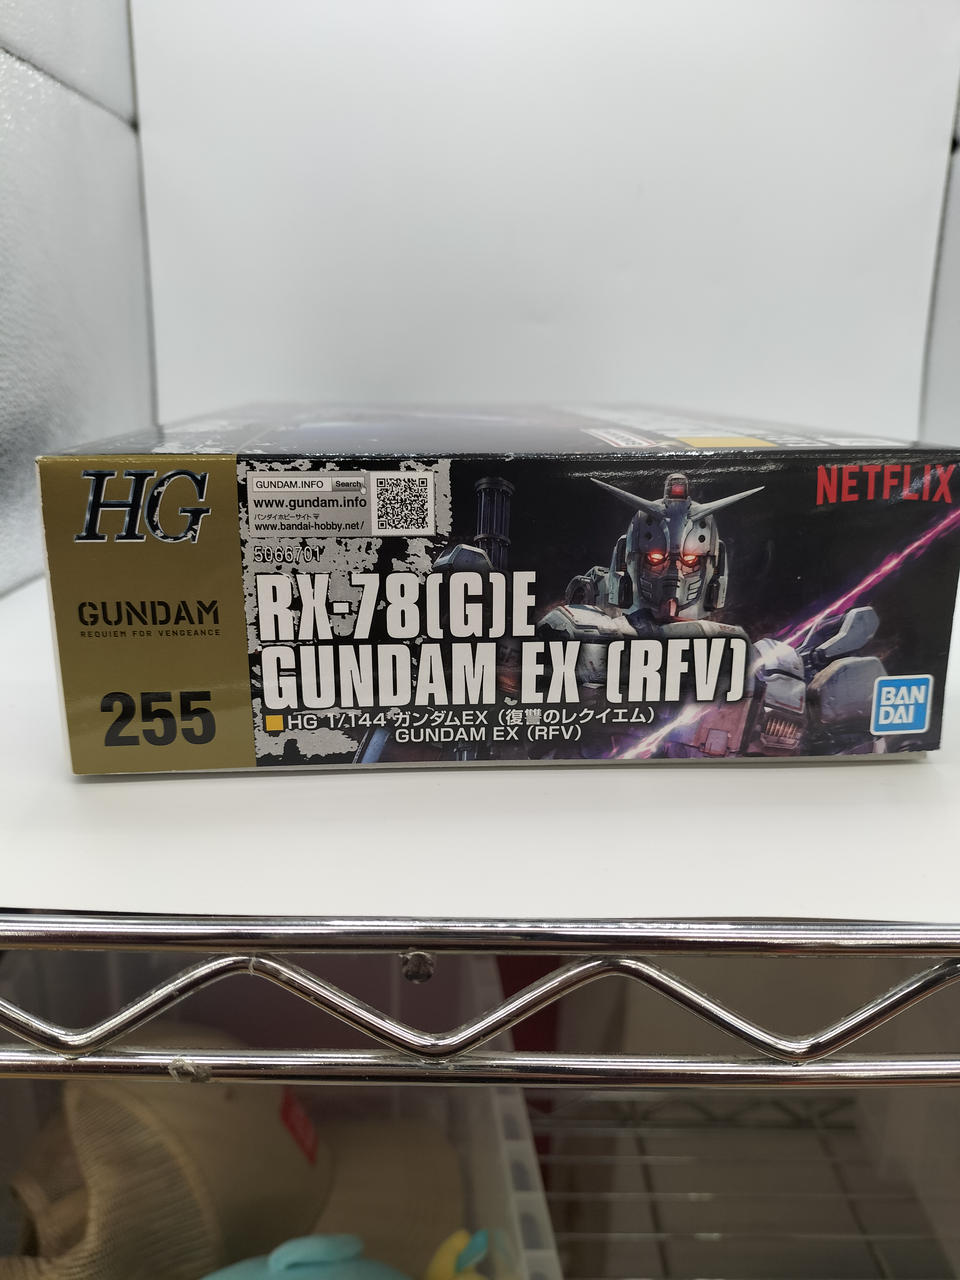 HG
GUNDAM
REQUIEM FOR VENGEANCE
255
GUNDAM.INFO Search
www.gundam.info
バンダイホビーサイト
www.bandai-hobby.net/
5066701
RX-78(G)E
GUNDAM EX (RFV)
HG 1/144 ガンダムEX (復讐のレクイエム)
GUNDAM EX (RFV)
NETFLIX
BAN
DAI